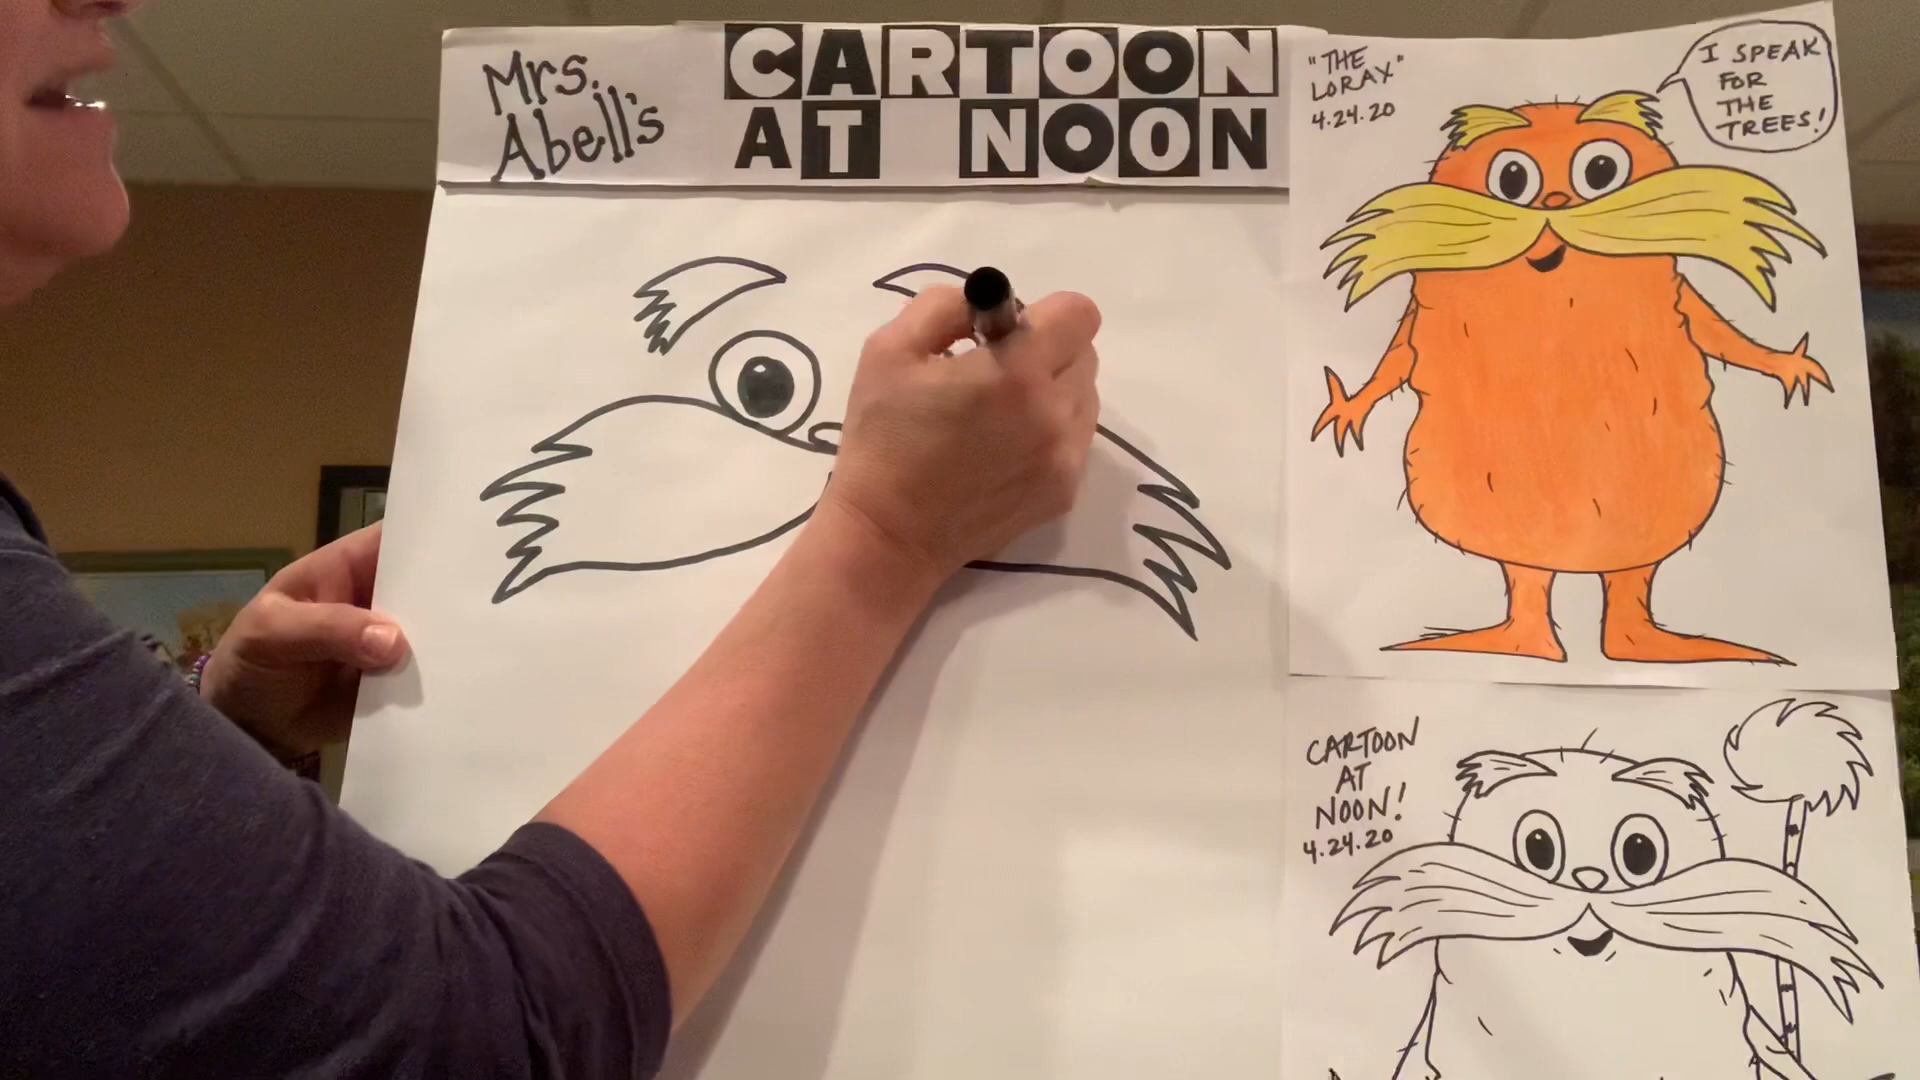 Mrs.
Abell's
CARTOON
AT NOON
"THE
LORAX"
4.24.20
I SPEAK
FOR
THE
TREES!
CARTOON
AT
NOON!
4.24.20